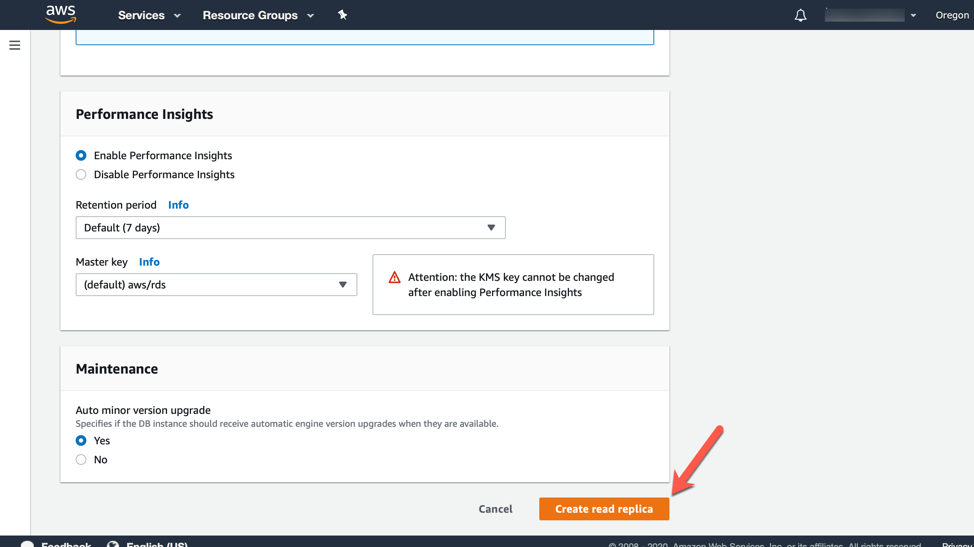 aws
Services
Resource Groups
Oregon
Performance Insights
Enable Performance Insights
Disable Performance Insights
Retention period Info
Default (7 days)
Master key Info
(default) aws/rds
Attention: the KMS key cannot be changed
after enabling Performance Insights
Maintenance
Auto minor version upgrade
Specifies if the DB instance should receive automatic engine version upgrades when they are available.
Yes
No
Cancel
Create read replica
Feedback
English (US)
© 2008 - 2020, Amazon Web Services, Inc. or its affiliates. All rights reserved.
Privacy